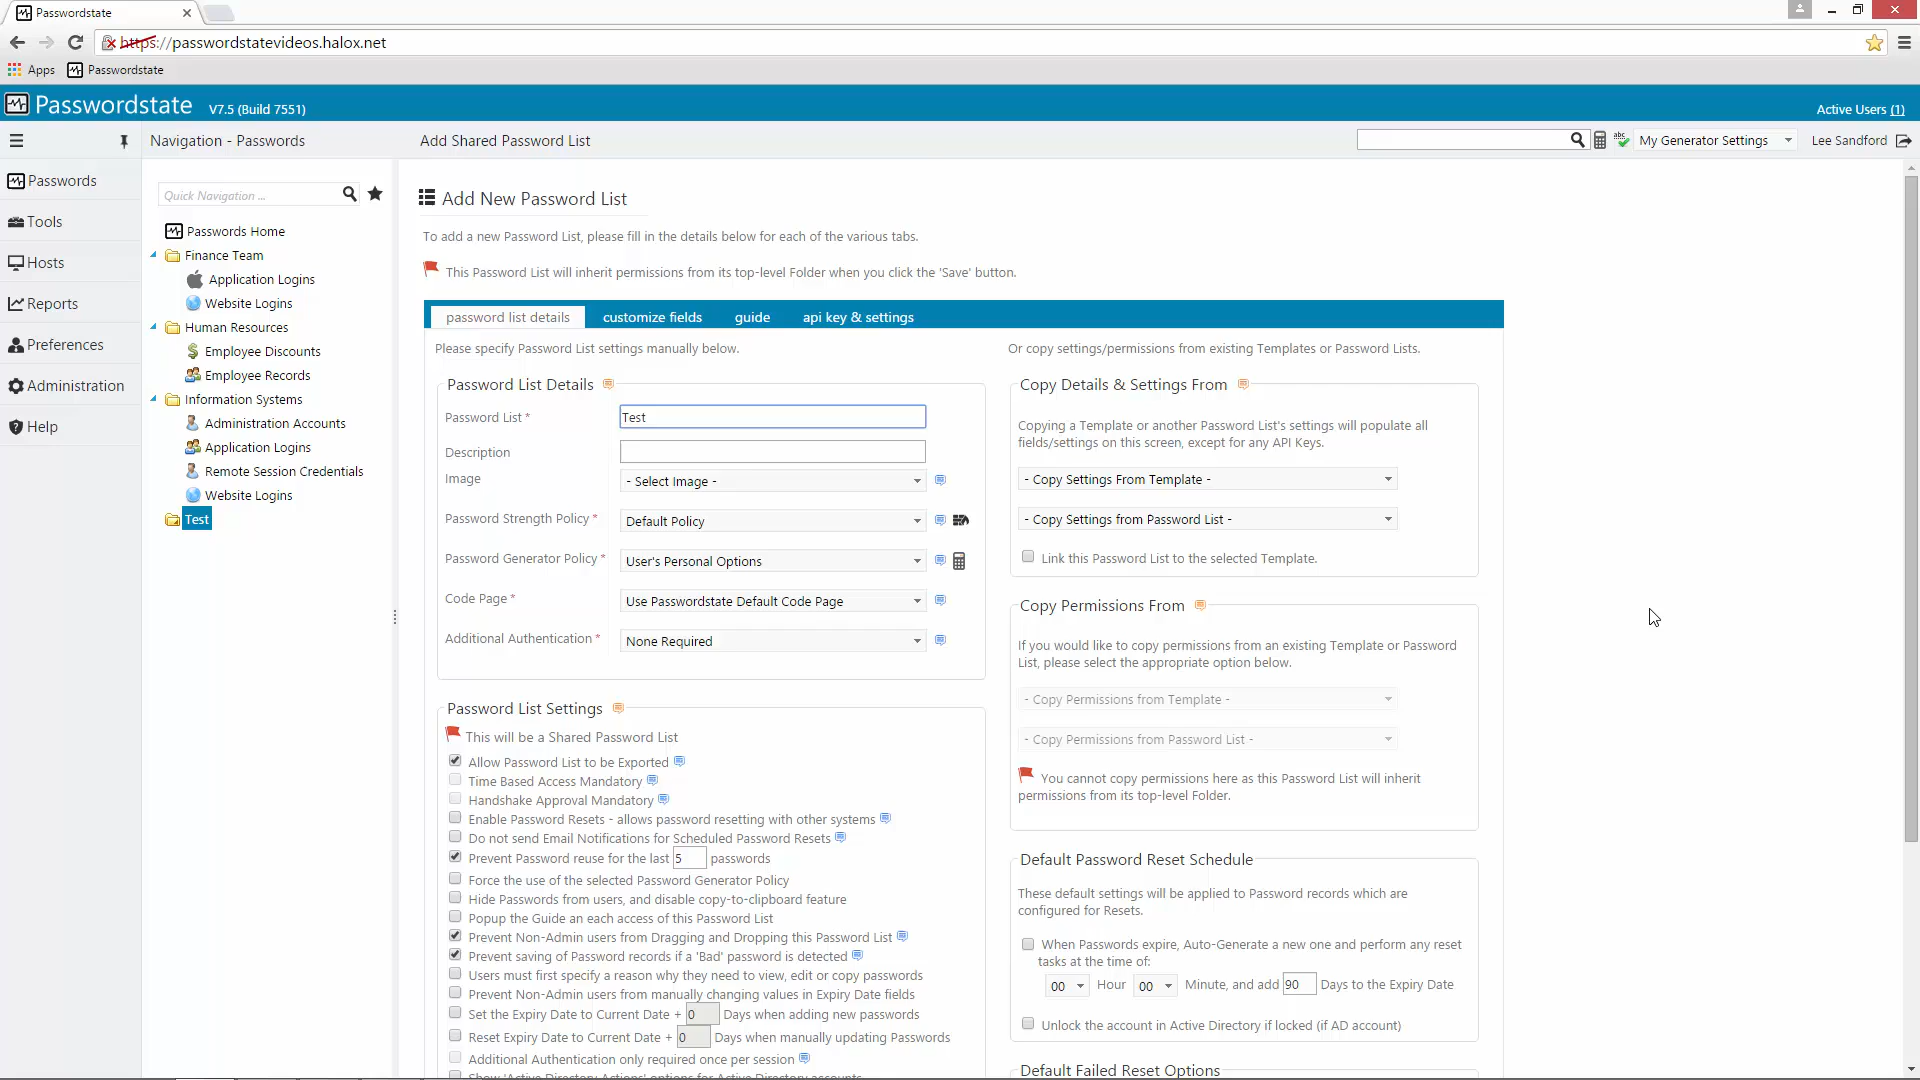 Passwordstate
https://passwordstatevideos.halox.net
Apps Passwordstate
Passwordstate V7.5 (Build 7551)
Active Users (1)
Navigation - Passwords
Add Shared Password List
abc
My Generator Settings
Lee Sandford
Passwords
Tools
Hosts
Reports
Preferences
Administration
Help
Quick Navigation ...
Passwords Home
Finance Team
Application Logins
Website Logins
Human Resources
Employee Discounts
Employee Records
Information Systems
Administration Accounts
Application Logins
Remote Session Credentials
Website Logins
Test
Add New Password List
To add a new Password List, please fill in the details below for each of the various tabs.
This Password List will inherit permissions from its top-level Folder when you click the 'Save' button.
password list details customize fields guide api key & settings
Please specify Password List settings manually below.
Password List Details
Password List * Test
Description
Image - Select Image -
Password Strength Policy * Default Policy
Password Generator Policy * User's Personal Options
Code Page * Use Passwordstate Default Code Page
Additional Authentication * None Required
Password List Settings
This will be a Shared Password List
Allow Password List to be Exported
Time Based Access Mandatory
Handshake Approval Mandatory
Enable Password Resets - allows password resetting with other systems
Do not send Email Notifications for Scheduled Password Resets
Prevent Password reuse for the last 5 passwords
Force the use of the selected Password Generator Policy
Hide Passwords from users, and disable copy-to-clipboard feature
Popup the Guide an each access of this Password List
Prevent Non-Admin users from Dragging and Dropping this Password List
Prevent saving of Password records if a 'Bad' password is detected
Users must first specify a reason why they need to view, edit or copy passwords
Prevent Non-Admin users from manually changing values in Expiry Date fields
Set the Expiry Date to Current Date + 0 Days when adding new passwords
Reset Expiry Date to Current Date + 0 Days when manually updating Passwords
Additional Authentication only required once per session
Show 'Active Directory Actions' options for Active Directory accounts
Or copy settings/permissions from existing Templates or Password Lists.
Copy Details & Settings From
Copying a Template or another Password List's settings will populate all
fields/settings on this screen, except for any API Keys.
- Copy Settings From Template -
- Copy Settings from Password List -
Link this Password List to the selected Template.
Copy Permissions From
If you would like to copy permissions from an existing Template or Password
List, please select the appropriate option below.
- Copy Permissions from Template -
- Copy Permissions from Password List -
You cannot copy permissions here as this Password List will inherit
permissions from its top-level Folder.
Default Password Reset Schedule
These default settings will be applied to Password records which are
configured for Resets.
When Passwords expire, Auto-Generate a new one and perform any reset
tasks at the time of:
00 Hour 00 Minute, and add 90 Days to the Expiry Date
Unlock the account in Active Directory if locked (if AD account)
Default Failed Reset Options